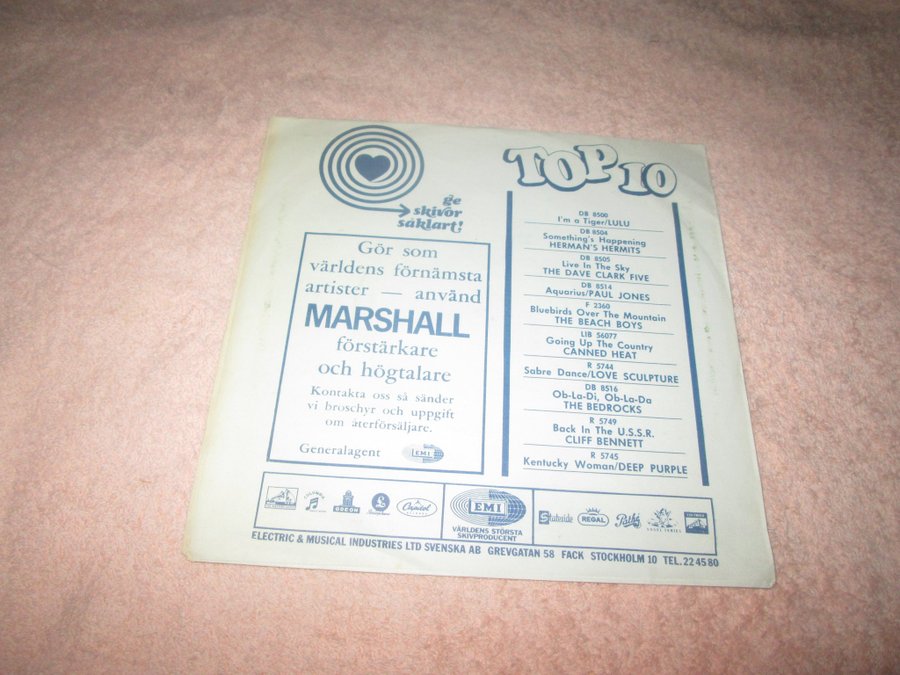 ge
skivor
såklart!
Gör som
världens förnämsta
artister — använd
MARSHALL
förstärkare
och högtalare
Kontakta oss så sänder
vi broschyr och uppgift
om återförsäljare.
Generalagent EMI
TOP 10
DB 8500
I'm a Tiger/LULU
DB 8504
Something's Happening
HERMAN'S HERMITS
DB 8505
Live In The Sky
THE DAVE CLARK FIVE
DB 8514
Aquarius/PAUL JONES
F 2360
Bluebirds Over The Mountain
THE BEACH BOYS
LIB 56077
Going Up The Country
CANNED HEAT
R 5744
Sabre Dance/LOVE SCULPTURE
DB 8516
Ob-La-Di, Ob-La-Da
THE BEDROCKS
R 5749
Back In The U.S.S.R.
CLIFF BENNETT
R 5745
Kentucky Woman/DEEP PURPLE
COLUMBIA
ODEON
Parlophone
Capitol
EMI
VÄRLDENS STÖRSTA
SKIVPRODUCENT
Stateside
REGAL
Pathé
ANGEL SERIES
ELECTRIC & MUSICAL INDUSTRIES LTD SVENSKA AB GREVGATAN 58 FACK STOCKHOLM 10 TEL. 22 45 80